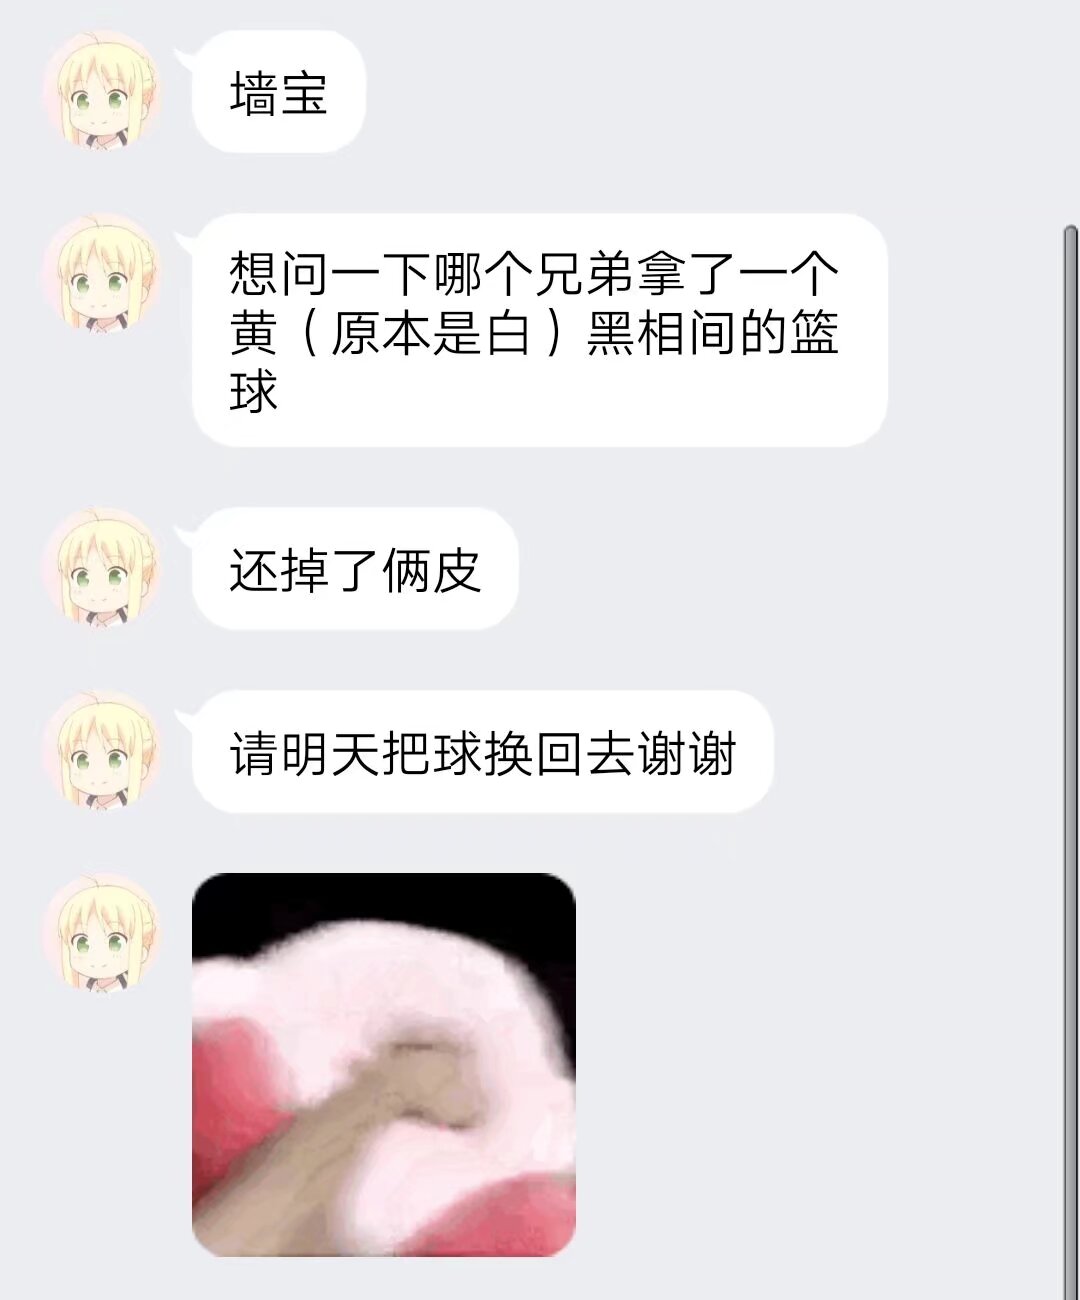 墙宝
想问一下哪个兄弟拿了一个
黄（原本是白）黑相间的篮
球
还掉了俩皮
请明天把球换回去谢谢